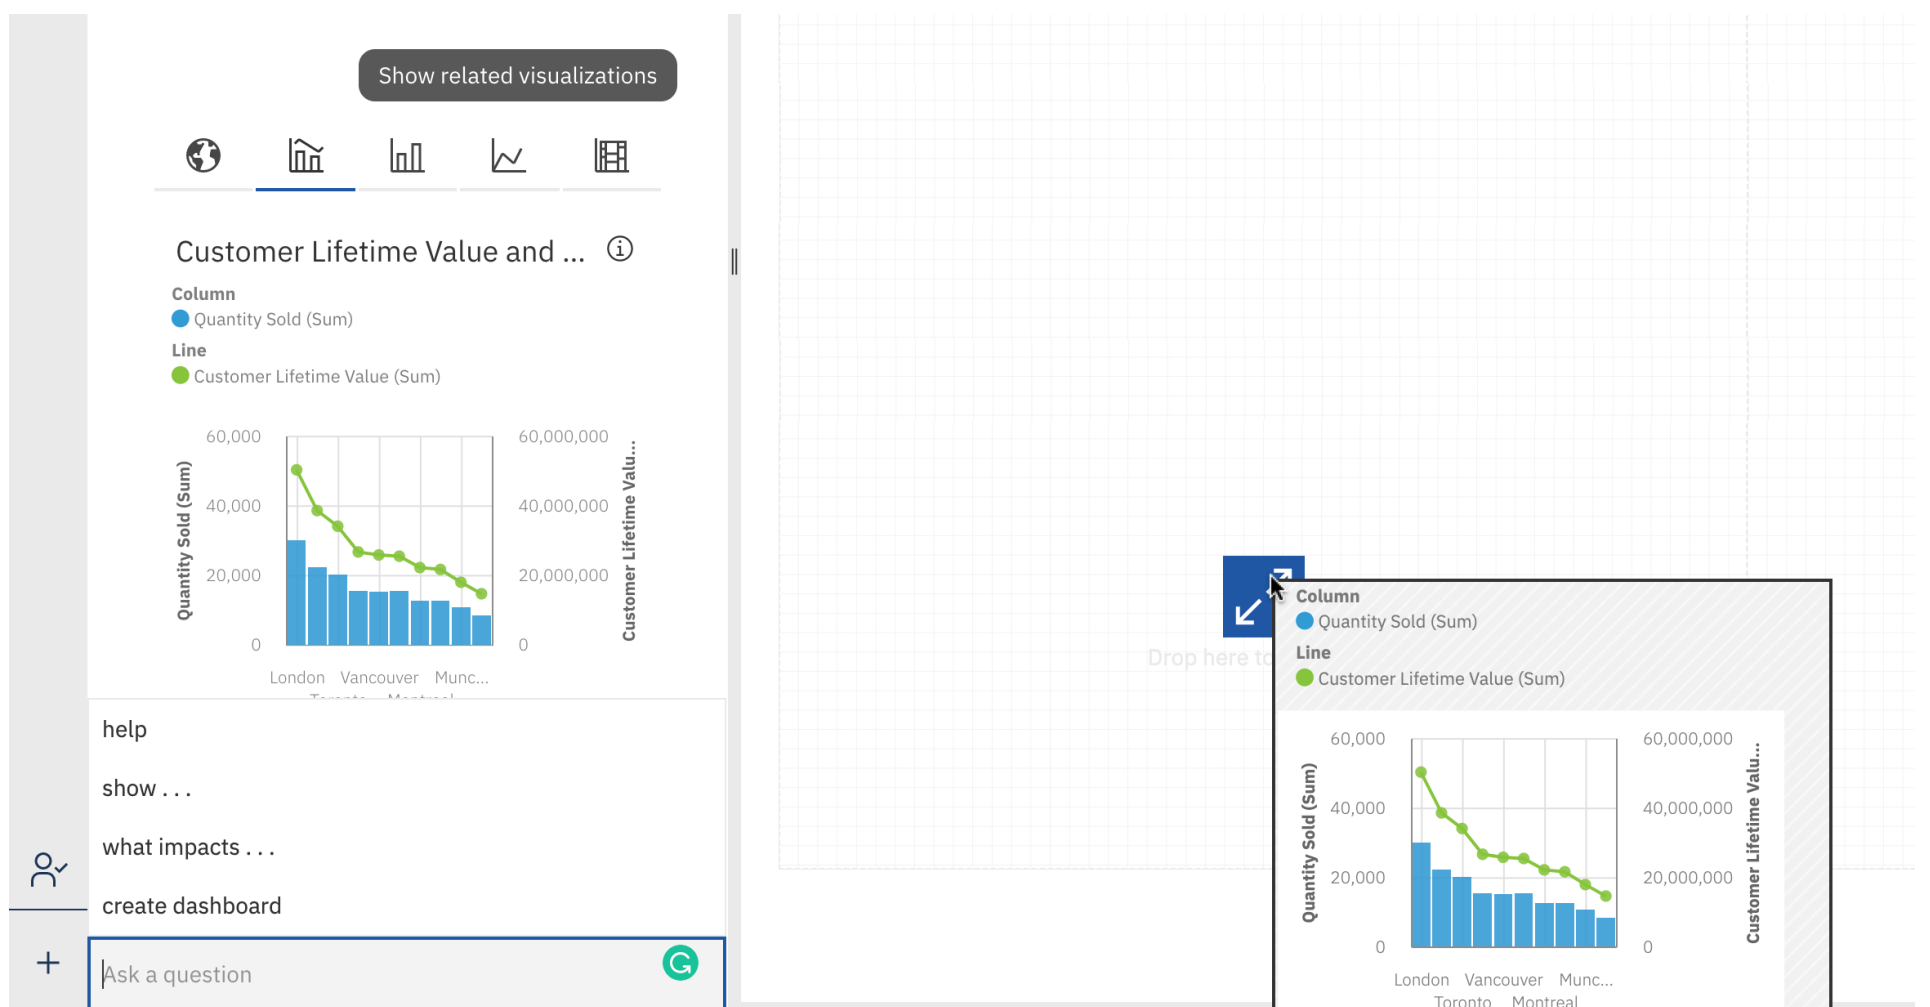 Show related visualizations
Customer Lifetime Value and ...
Column
Quantity Sold (Sum)
Line
Customer Lifetime Value (Sum)
60,000
40,000
20,000
0
Quantity Sold (Sum)
60,000,000
40,000,000
20,000,000
0
Customer Lifetime Valu...
London Vancouver Munc...
Toronto Montreal
help
show . . .
what impacts . . .
create dashboard
Ask a question
Drop here to
Column
Quantity Sold (Sum)
Line
Customer Lifetime Value (Sum)
60,000
40,000
20,000
0
Quantity Sold (Sum)
60,000,000
40,000,000
20,000,000
0
Customer Lifetime Valu...
London Vancouver Munc...
Toronto Montreal